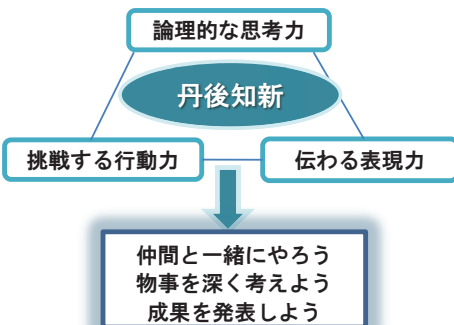 論理的な思考力
丹後知新
挑戦する行動力
伝わる表現力
仲間と一緒にやろう
物事を深く考えよう
成果を発表しよう